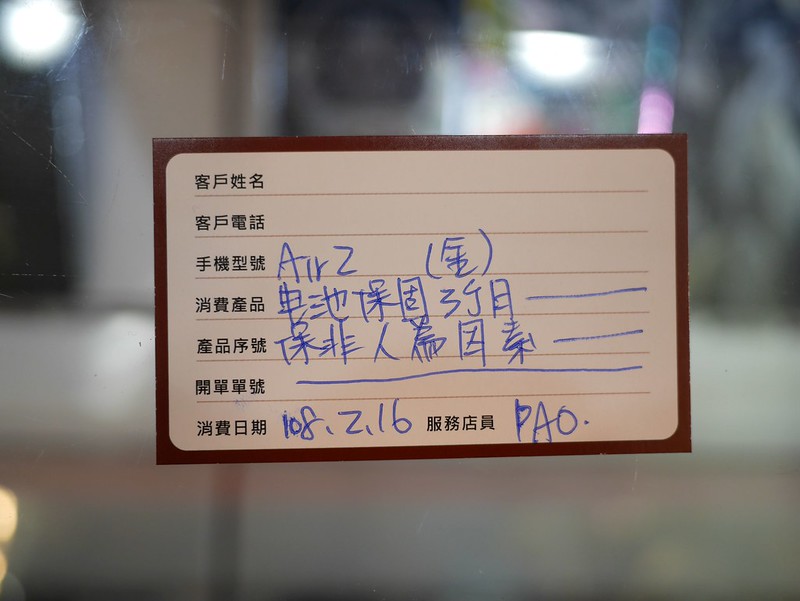 客戶姓名
客戶電話
手機型號 Air 2 (金)
消費產品 電池保固3個月
產品序號 保非人為因素
開單單號
消費日期 108.2.16 服務店員 PAO.